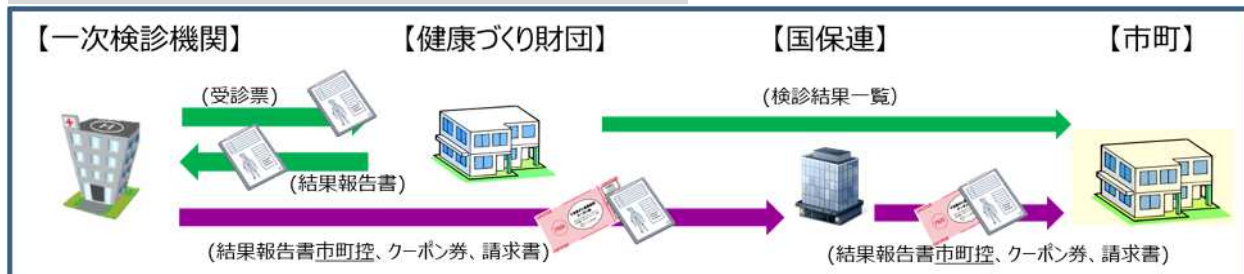 【一次検診機関】 【健康づくり財団】 【国保連】 【市町】
(受診票) (検診結果一覧)
(結果報告書)
(結果報告書市町控、クーポン券、請求書) (結果報告書市町控、クーポン券、請求書)